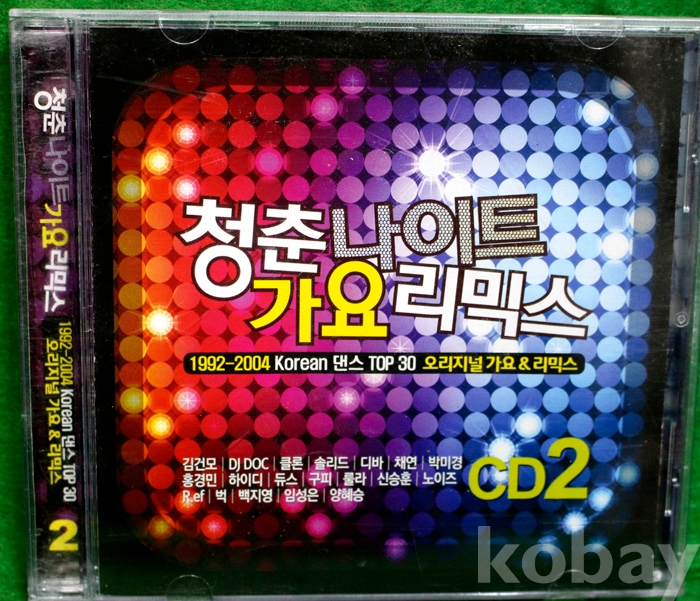 청춘 나이트 가요 리믹스
1992-2004 Korean 댄스 TOP 30
오리지널 가요 & 리믹스
2
청춘 나이트
가요 리믹스
1992-2004 Korean 댄스 TOP 30 오리지널 가요 & 리믹스
김건모 | DJ DOC | 클론 | 솔리드 | 디바 | 채연 | 박미경
홍경민 | 하이디 | 듀스 | 구피 | 룰라 | 신승훈 | 노이즈
R.ef | 벅 | 백지영 | 임성은 | 양혜승
CD2
kobay